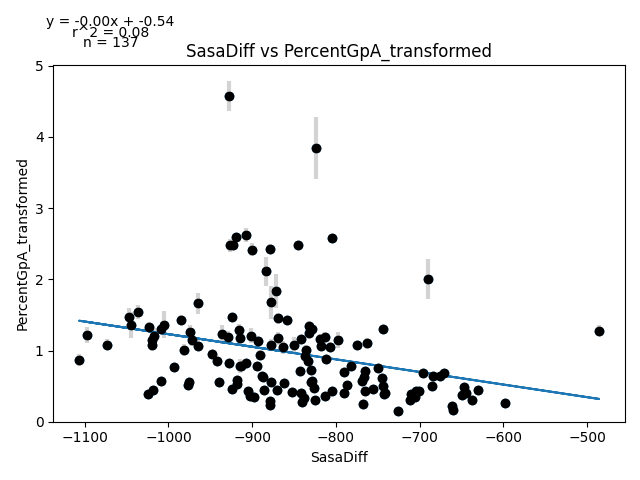 y = -0.00x + -0.54
r^2 = 0.08
n = 137
SasaDiff vs PercentGpA_transformed
PercentGpA_transformed
5
4
3
2
1
0
−1100 −1000 −900 −800 −700 −600 −500
SasaDiff